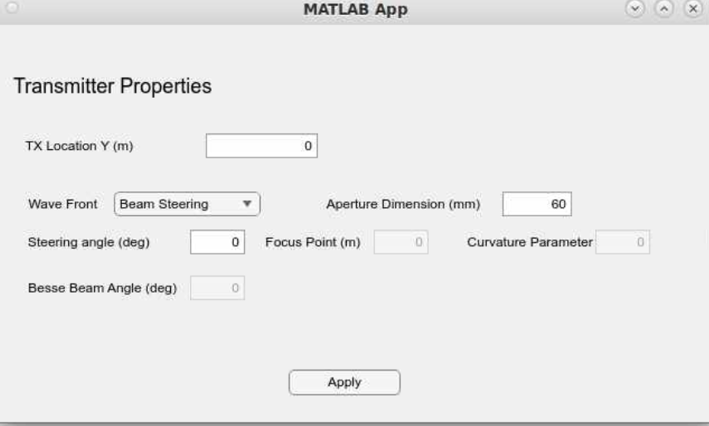 MATLAB App
Transmitter Properties
TX Location Y (m) 0
Wave Front Beam Steering Aperture Dimension (mm) 60
Steering angle (deg) 0 Focus Point (m) 0 Curvature Parameter 0
Besse Beam Angle (deg) 0
Apply